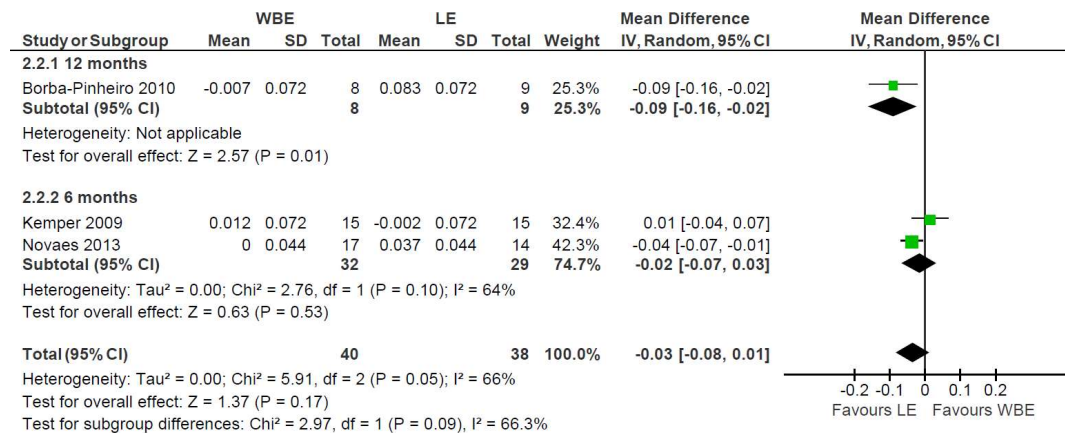 WBE LE Mean Difference Mean Difference
Study or Subgroup Mean SD Total Mean SD Total Weight IV, Random, 95% CI IV, Random, 95% CI
2.2.1 12 months
Borba-Pinheiro 2010 -0.007 0.072 8 0.083 0.072 9 25.3% -0.09 [-0.16, -0.02]
Subtotal (95% CI) 8 9 25.3% -0.09 [-0.16, -0.02]
Heterogeneity: Not applicable
Test for overall effect: Z = 2.57 (P = 0.01)
2.2.2 6 months
Kemper 2009 0.012 0.072 15 -0.002 0.072 15 32.4% 0.01 [-0.04, 0.07]
Novaes 2013 0 0.044 17 0.037 0.044 14 42.3% -0.04 [-0.07, -0.01]
Subtotal (95% CI) 32 29 74.7% -0.02 [-0.07, 0.03]
Heterogeneity: Tau² = 0.00; Chi² = 2.76, df = 1 (P = 0.10); I² = 64%
Test for overall effect: Z = 0.63 (P = 0.53)
Total (95% CI) 40 38 100.0% -0.03 [-0.08, 0.01]
Heterogeneity: Tau² = 0.00; Chi² = 5.91, df = 2 (P = 0.05); I² = 66%
Test for overall effect: Z = 1.37 (P = 0.17)
Test for subgroup differences: Chi² = 2.97, df = 1 (P = 0.09), I² = 66.3%
-0.2 -0.1 0 0.1 0.2
Favours LE Favours WBE